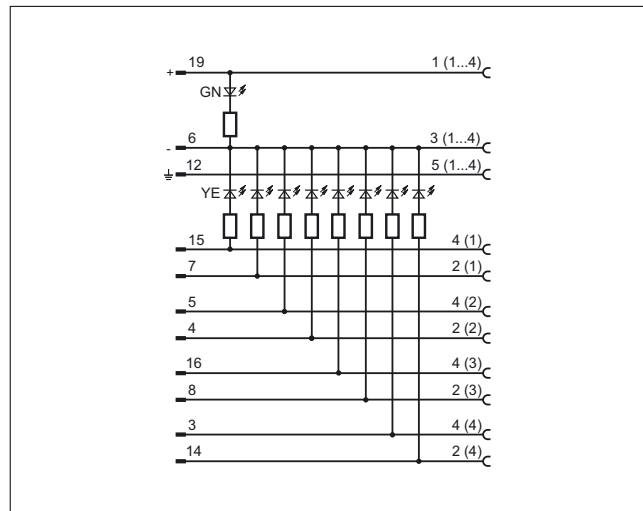 19 1 (1...4)
+
GN
6 3 (1...4)
-
12 5 (1...4)
YE
15 4 (1)
7 2 (1)
5 4 (2)
4 2 (2)
16 4 (3)
8 2 (3)
3 4 (4)
14 2 (4)